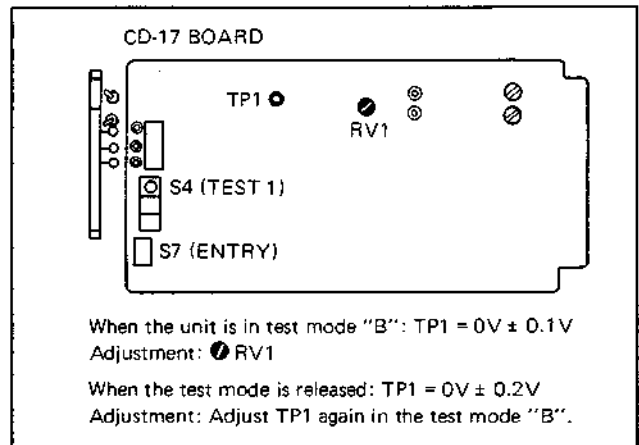 CD-17 BOARD
TP1
RV1
S4 (TEST 1)
S7 (ENTRY)
When the unit is in test mode "B": TP1 = 0V ± 0.1V
Adjustment: RV1
When the test mode is released: TP1 = 0V ± 0.2V
Adjustment: Adjust TP1 again in the test mode "B".